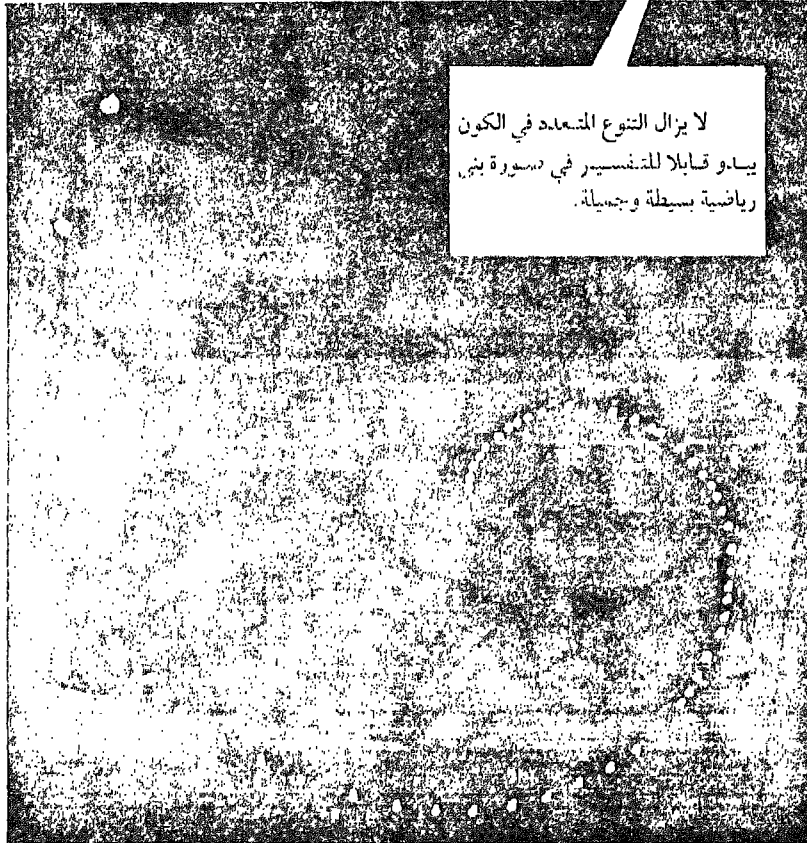 لا يزال التنوع المتعدد في الكون
يبدو قابلا للتفسير في صورة بنى
رياضية بسيطة وجميلة.